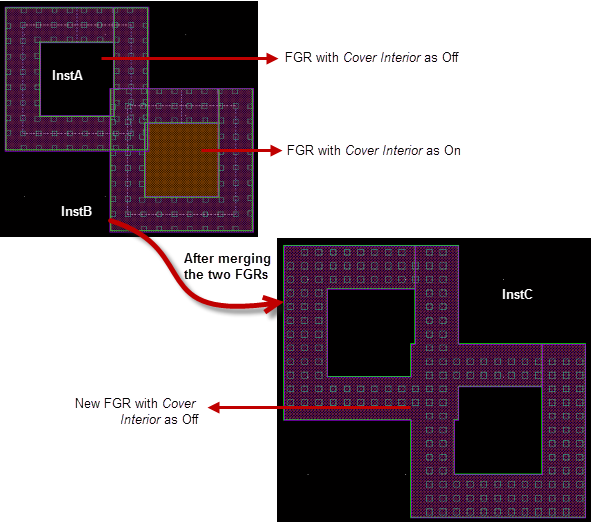 FGR with Cover Interior as Off
InstA
FGR with Cover Interior as On
InstB
After merging
the two FGRs
InstC
New FGR with Cover
Interior as Off